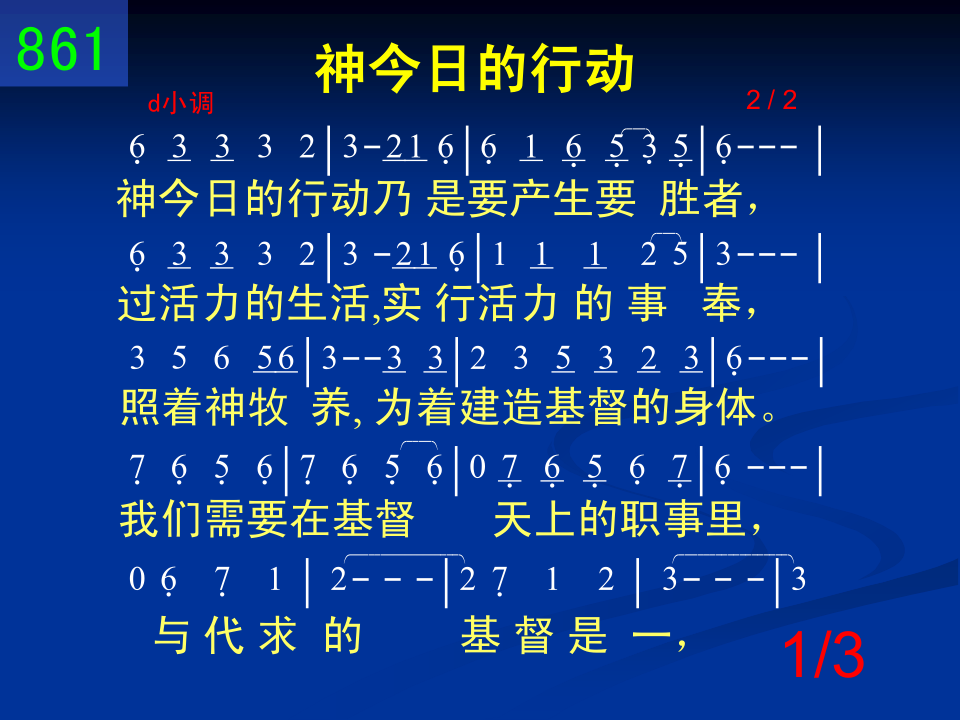 861
神今日的行动
d小调
2 / 2
6̣ 3 3 3 2|3-21 6̣|6̣ 1 6̣ 5̣ 3̣ 5̣|6̣---|
神今日的行动乃 是要产生要 胜者，
6̣ 3 3 3 2|3 -21 6̣|1 1 1 2 5|3---|
过活力的生活,实 行活力 的 事 奉，
3 5 6 56|3--3 3|2 3 5 3 2 3|6̣---|
照着神牧 养, 为着建造基督的身体。
7̣ 6̣ 5̣ 6̣|7̣ 6̣ 5̣ 6̣|0 7̣ 6̣ 5̣ 6̣ 7̣|6̣ ---|
我们需要在基督 天上的职事里，
0 6̣ 7̣ 1|2- - -|2 7̣ 1 2|3- - -|3
与 代 求 的 基 督 是 一，
1/3